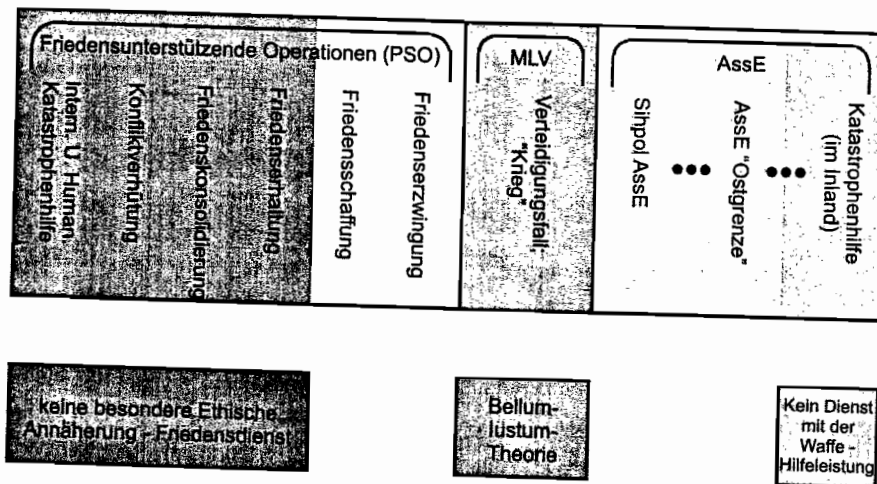 Friedensunterstützende Operationen (PSO)
Intern. U. Human
Katastrophenhilfe
Konfliktverhütung
Friedenskonsolidierung
Friedenserhaltung
Friedensschaffung
Friedenserzwingung
MLV
Verteidigungsfall,
"Krieg"
AssE
Sihpol AssE
AssE "Ostgrenze"
Katastrophenhilfe
(im Inland)
keine besondere Ethische
Annäherung - Friedensdienst
Bellum-
Iustum-
Theorie
Kein Dienst
mit der
Waffe -
Hilfeleistung